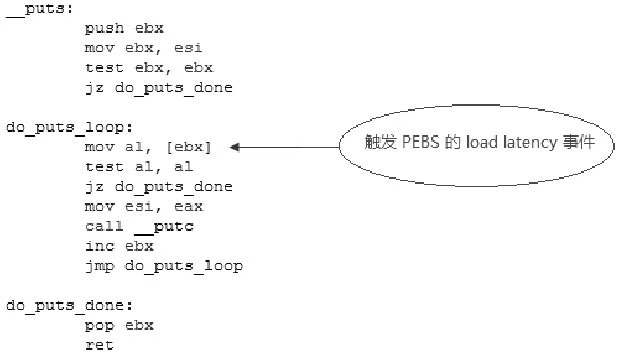 __puts:
push ebx
mov ebx, esi
test ebx, ebx
jz do_puts_done
do_puts_loop:
mov al, [ebx]
触发 PEBS 的 load latency 事件
test al, al
jz do_puts_done
mov esi, eax
call __putc
inc ebx
jmp do_puts_loop
do_puts_done:
pop ebx
ret